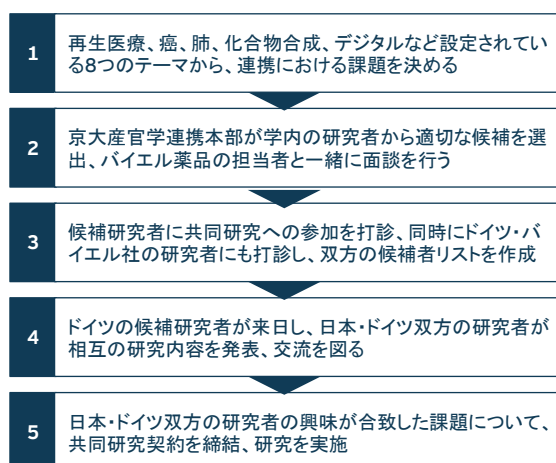 1
再生医療、癌、肺、化合物合成、デジタルなど設定されてい
る8つのテーマから、連携における課題を決める
2
京大産官学連携本部が学内の研究者から適切な候補を選
出、バイエル薬品の担当者と一緒に面談を行う
3
候補研究者に共同研究への参加を打診、同時にドイツ・バ
イエル社の研究者にも打診し、双方の候補者リストを作成
4
ドイツの候補研究者が来日し、日本・ドイツ双方の研究者が
相互の研究内容を発表、交流を図る
5
日本・ドイツ双方の研究者の興味が合致した課題について、
共同研究契約を締結、研究を実施